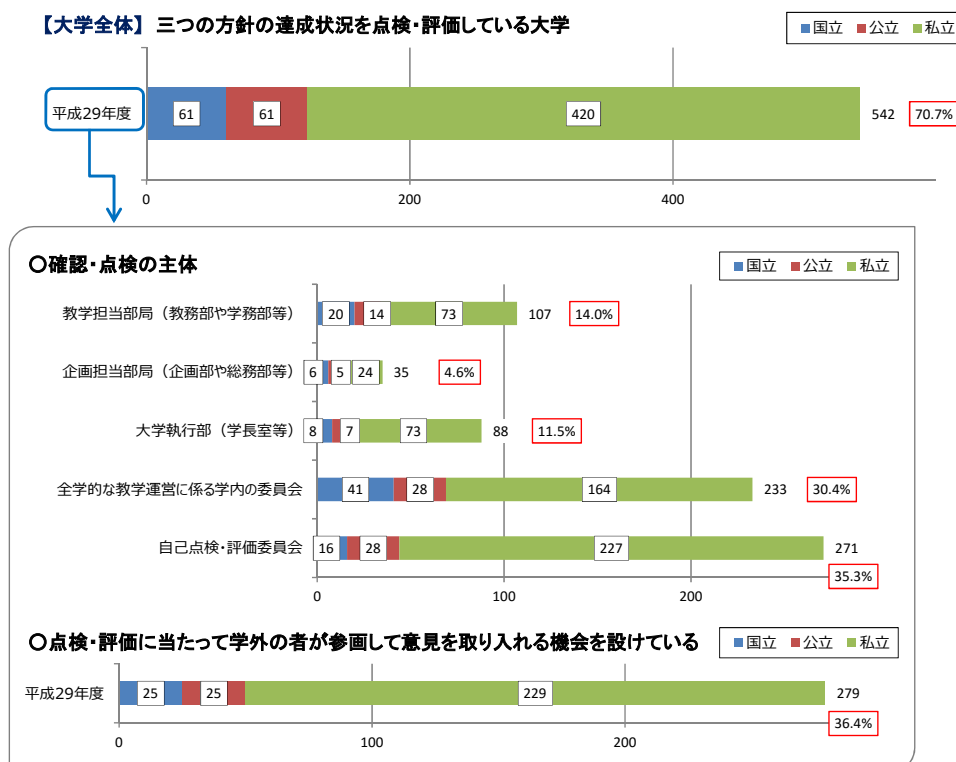 【大学全体】 三つの方針の達成状況を点検・評価している大学
国立 公立 私立
平成29年度 61 61 420 542 70.7%
0 200 400
○確認・点検の主体
国立 公立 私立
教学担当部局（教務部や学務部等） 20 14 73 107 14.0%
企画担当部局（企画部や総務部等） 6 5 24 35 4.6%
大学執行部（学長室等） 8 7 73 88 11.5%
全学的な教学運営に係る学内の委員会 41 28 164 233 30.4%
自己点検・評価委員会 16 28 227 271
35.3%
0 100 200
○点検・評価に当たって学外の者が参画して意見を取り入れる機会を設けている
国立 公立 私立
平成29年度 25 25 229 279
36.4%
0 100 200